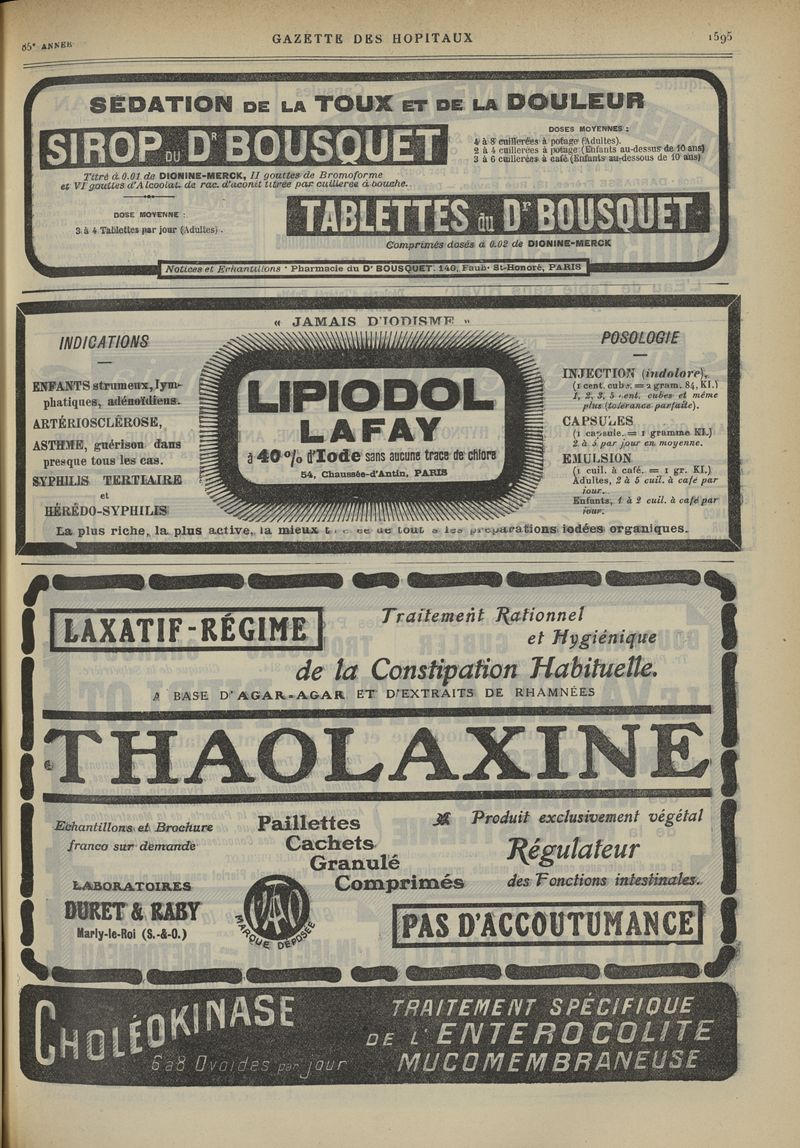 85ᵉ ANNÉE
GAZETTE DES HOPITAUX
1595
SÉDATION DE LA TOUX ET DE LA DOULEUR
SIROP DU Dʳ BOUSQUET
DOSES MOYENNES :
4 à 8 cuillerées à potage (Adultes).
2 à 4 cuillerées à potage (Enfants au-dessus de 10 ans)
3 à 6 cuillerées à café (Enfants au-dessous de 10 ans)
Titré à 0.01 de DIONINE-MERCK, II gouttes de Bromoforme
et VI gouttes d'Alcoolat. de rac. d'aconit titrée par cuillerée à bouche.
DOSE MOYENNE :
3 à 4 Tablettes par jour (Adultes).
TABLETTES du Dʳ BOUSQUET
Comprimés dosés à 0.02 de DIONINE-MERCK
Notices et Echantillons · Pharmacie du Dʳ BOUSQUET. 140, Faubᵍ St-Honoré, PARIS
« JAMAIS D'IODISME »
INDICATIONS
ENFANTS strumeux, lym-
phatiques, adénoïdiens.
ARTÉRIOSCLÉROSE,
ASTHME, guérison dans
presque tous les cas.
SYPHILIS TERTIAIRE
et
HÉRÉDO-SYPHILIS
LIPIODOL
LAFAY
à 40 % d'Iode sans aucune trace de chlore
54, Chaussée-d'Antin, PARIS
POSOLOGIE
INJECTION (indolore).
(1 cent. cube. = 2 gram. 84, KI.)
1, 2, 3, 5 cent. cubes et même
plus (tolérance parfaite).
CAPSULES
(1 capsule. = 1 gramme KI.)
2 à 5 par jour en moyenne.
EMULSION
(1 cuil. à café. = 1 gr. KI.)
Adultes, 2 à 5 cuil. à café par
jour.
Enfants, 1 à 2 cuil. à café par
jour.
La plus riche, la plus active, la mieux de tout s les préparations iodées organiques.
LAXATIF-RÉGIME
Traitement Rationnel
et Hygiénique
de la Constipation Habituelle.
A BASE D'AGAR-AGAR ET D'EXTRAITS DE RHAMNÉES
THAOLAXINE
Echantillons et Brochure
franco sur demande
LABORATOIRES
DURET & RABY
Marly-le-Roi (S.-&-O.)
Paillettes
Cachets
Granulé
Comprimés
MARQUE DÉPOSÉE
Produit exclusivement végétal
Régulateur
des Fonctions intestinales.
PAS D'ACCOUTUMANCE
CHOLÉOKINASE
6 à 8 Ovoïdes par jour
TRAITEMENT SPÉCIFIQUE
DE L'ENTEROCOLITE
MUCOMEMBRANEUSE